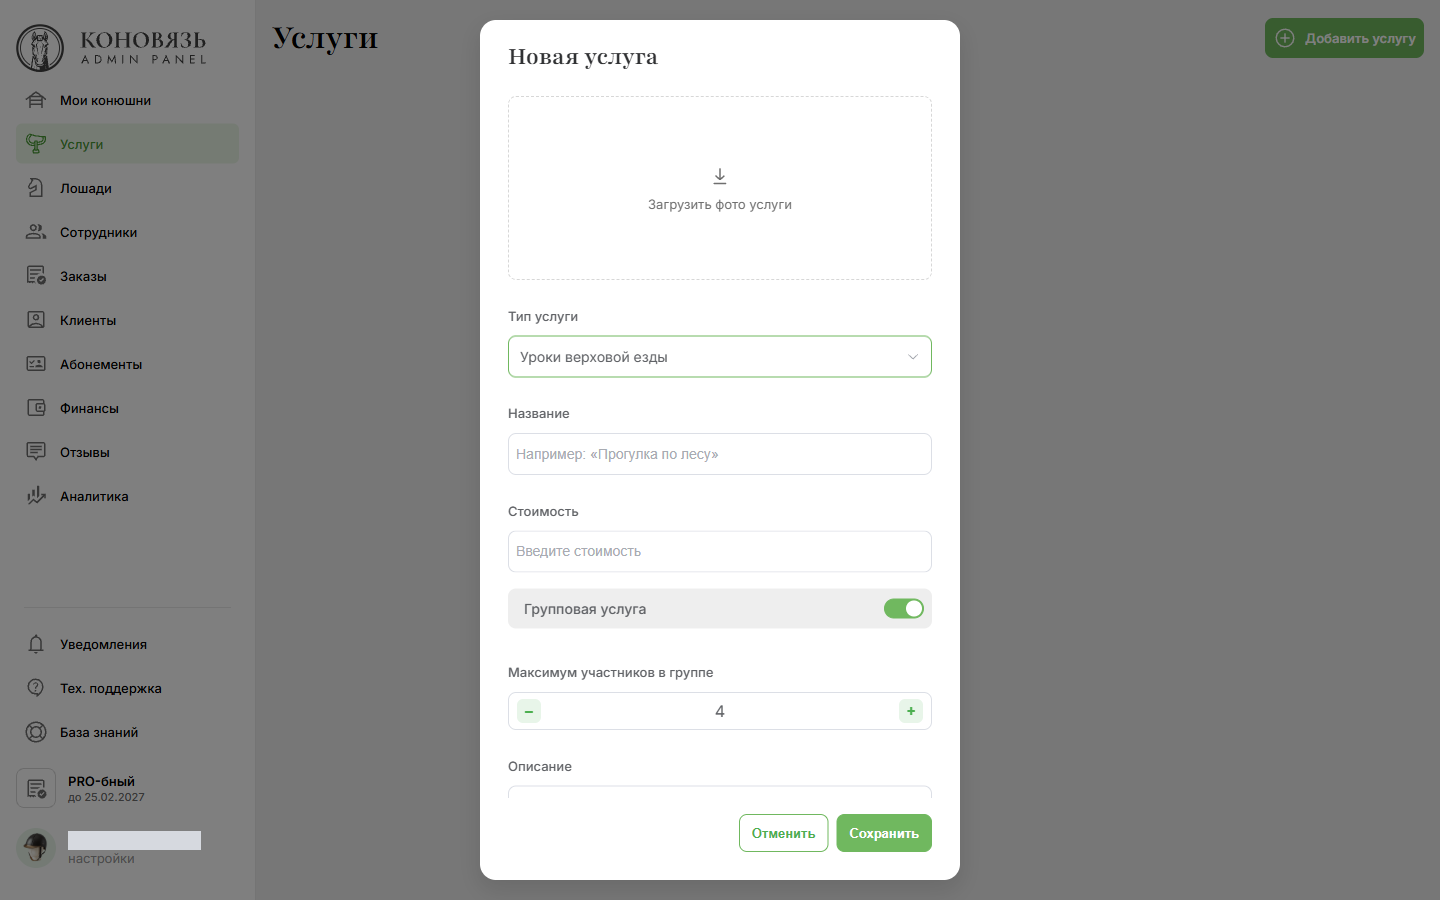 КОНОВЯЗЬ
ADMIN PANEL
Мои конюшни
Услуги
Лошади
Сотрудники
Заказы
Клиенты
Абонементы
Финансы
Отзывы
Аналитика
Уведомления
Тех. поддержка
База знаний
PRO-бный
до 25.02.2027
настройки
Услуги
Добавить услугу
Новая услуга
Загрузить фото услуги
Тип услуги
Уроки верховой езды
Название
Например: «Прогулка по лесу»
Стоимость
Введите стоимость
Групповая услуга
Максимум участников в группе
– 4 +
Описание
Отменить Сохранить